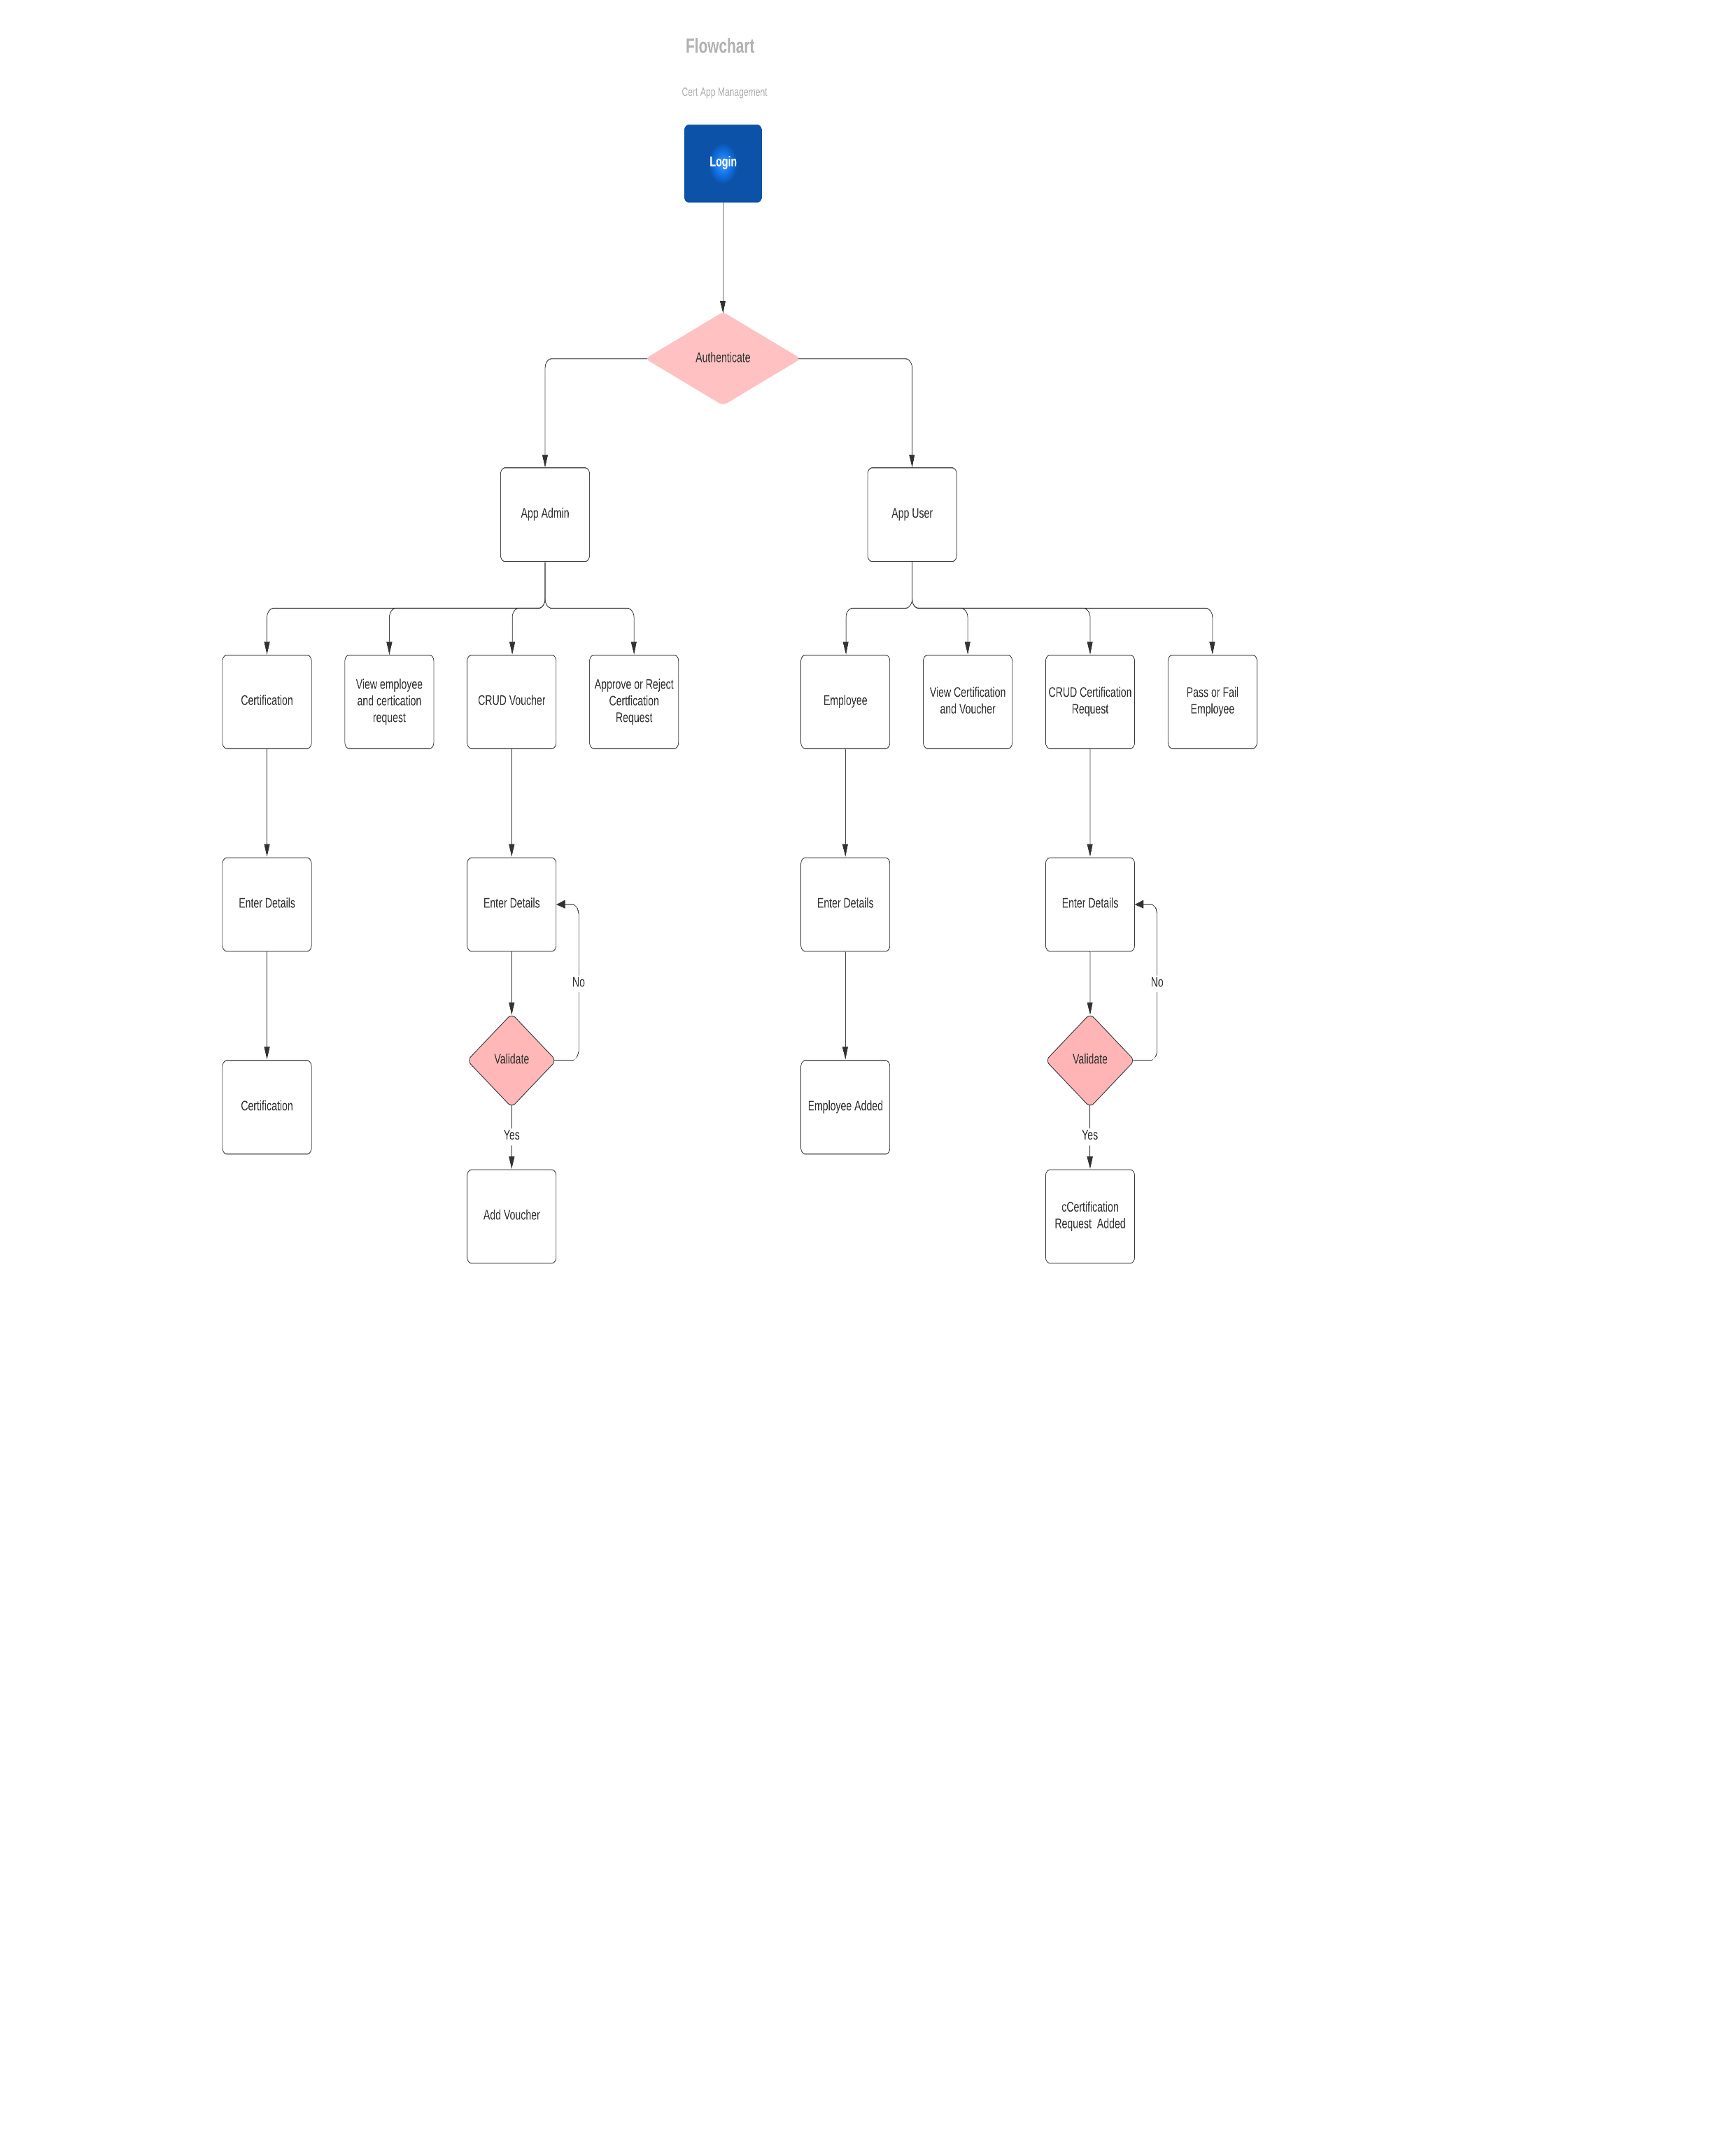 Flowchart
Cert App Management
Login
Authenticate
App Admin
App User
Certification
View employee
and certication
request
CRUD Voucher
Approve or Reject
Certfication
Request
Employee
View Certification
and Voucher
CRUD Certification
Request
Pass or Fail
Employee
Enter Details
Enter Details
Enter Details
Enter Details
No
No
Validate
Validate
Certification
Employee Added
Yes
Yes
Add Voucher
cCertification
Request  Added